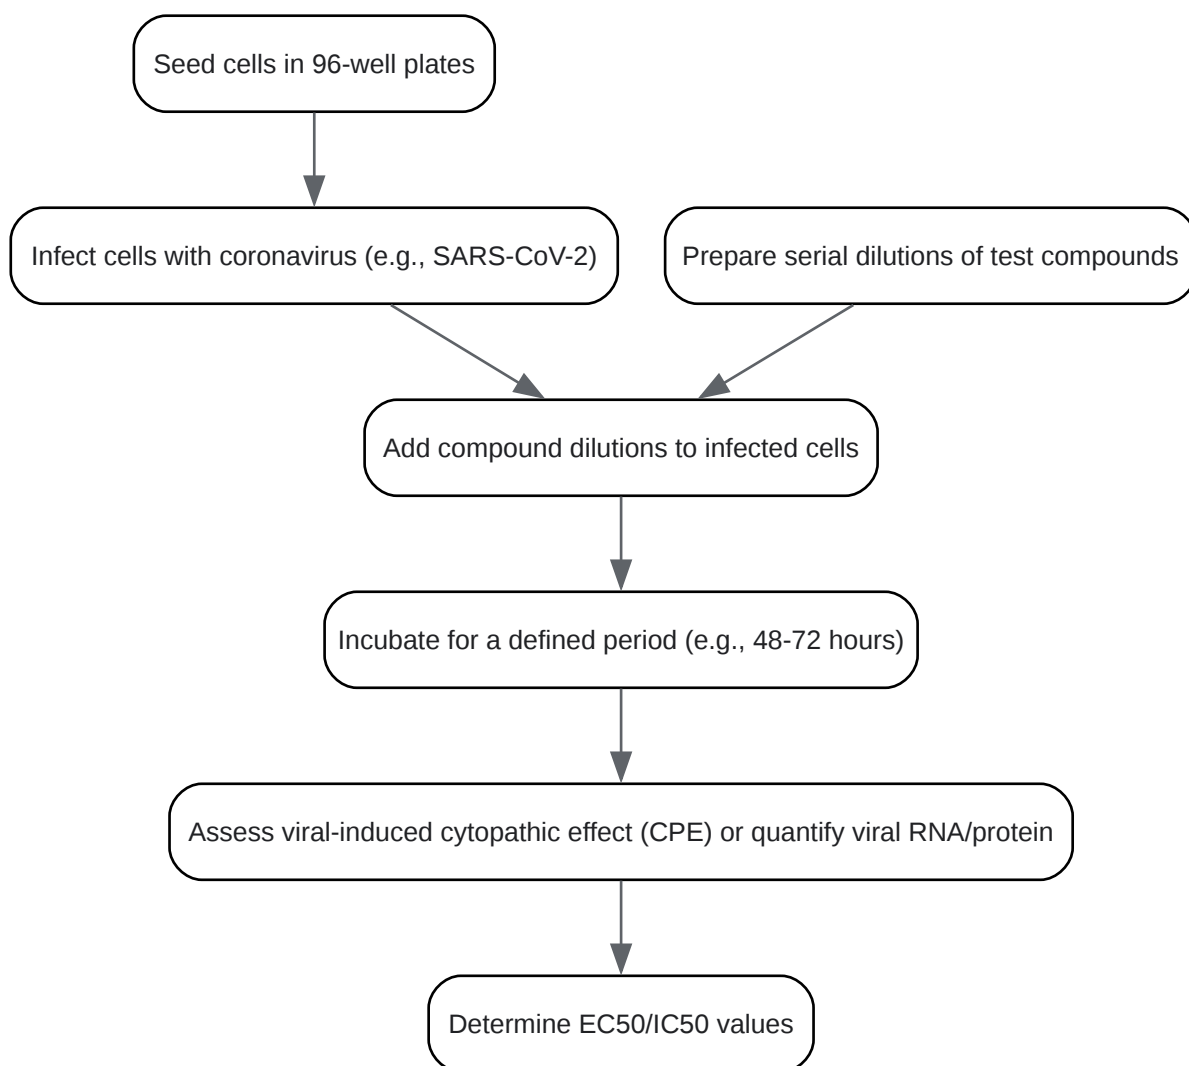 Seed cells in 96-well plates
Infect cells with coronavirus (e.g., SARS-CoV-2)
Prepare serial dilutions of test compounds
Add compound dilutions to infected cells
Incubate for a defined period (e.g., 48-72 hours)
Assess viral-induced cytopathic effect (CPE) or quantify viral RNA/protein
Determine EC50/IC50 values